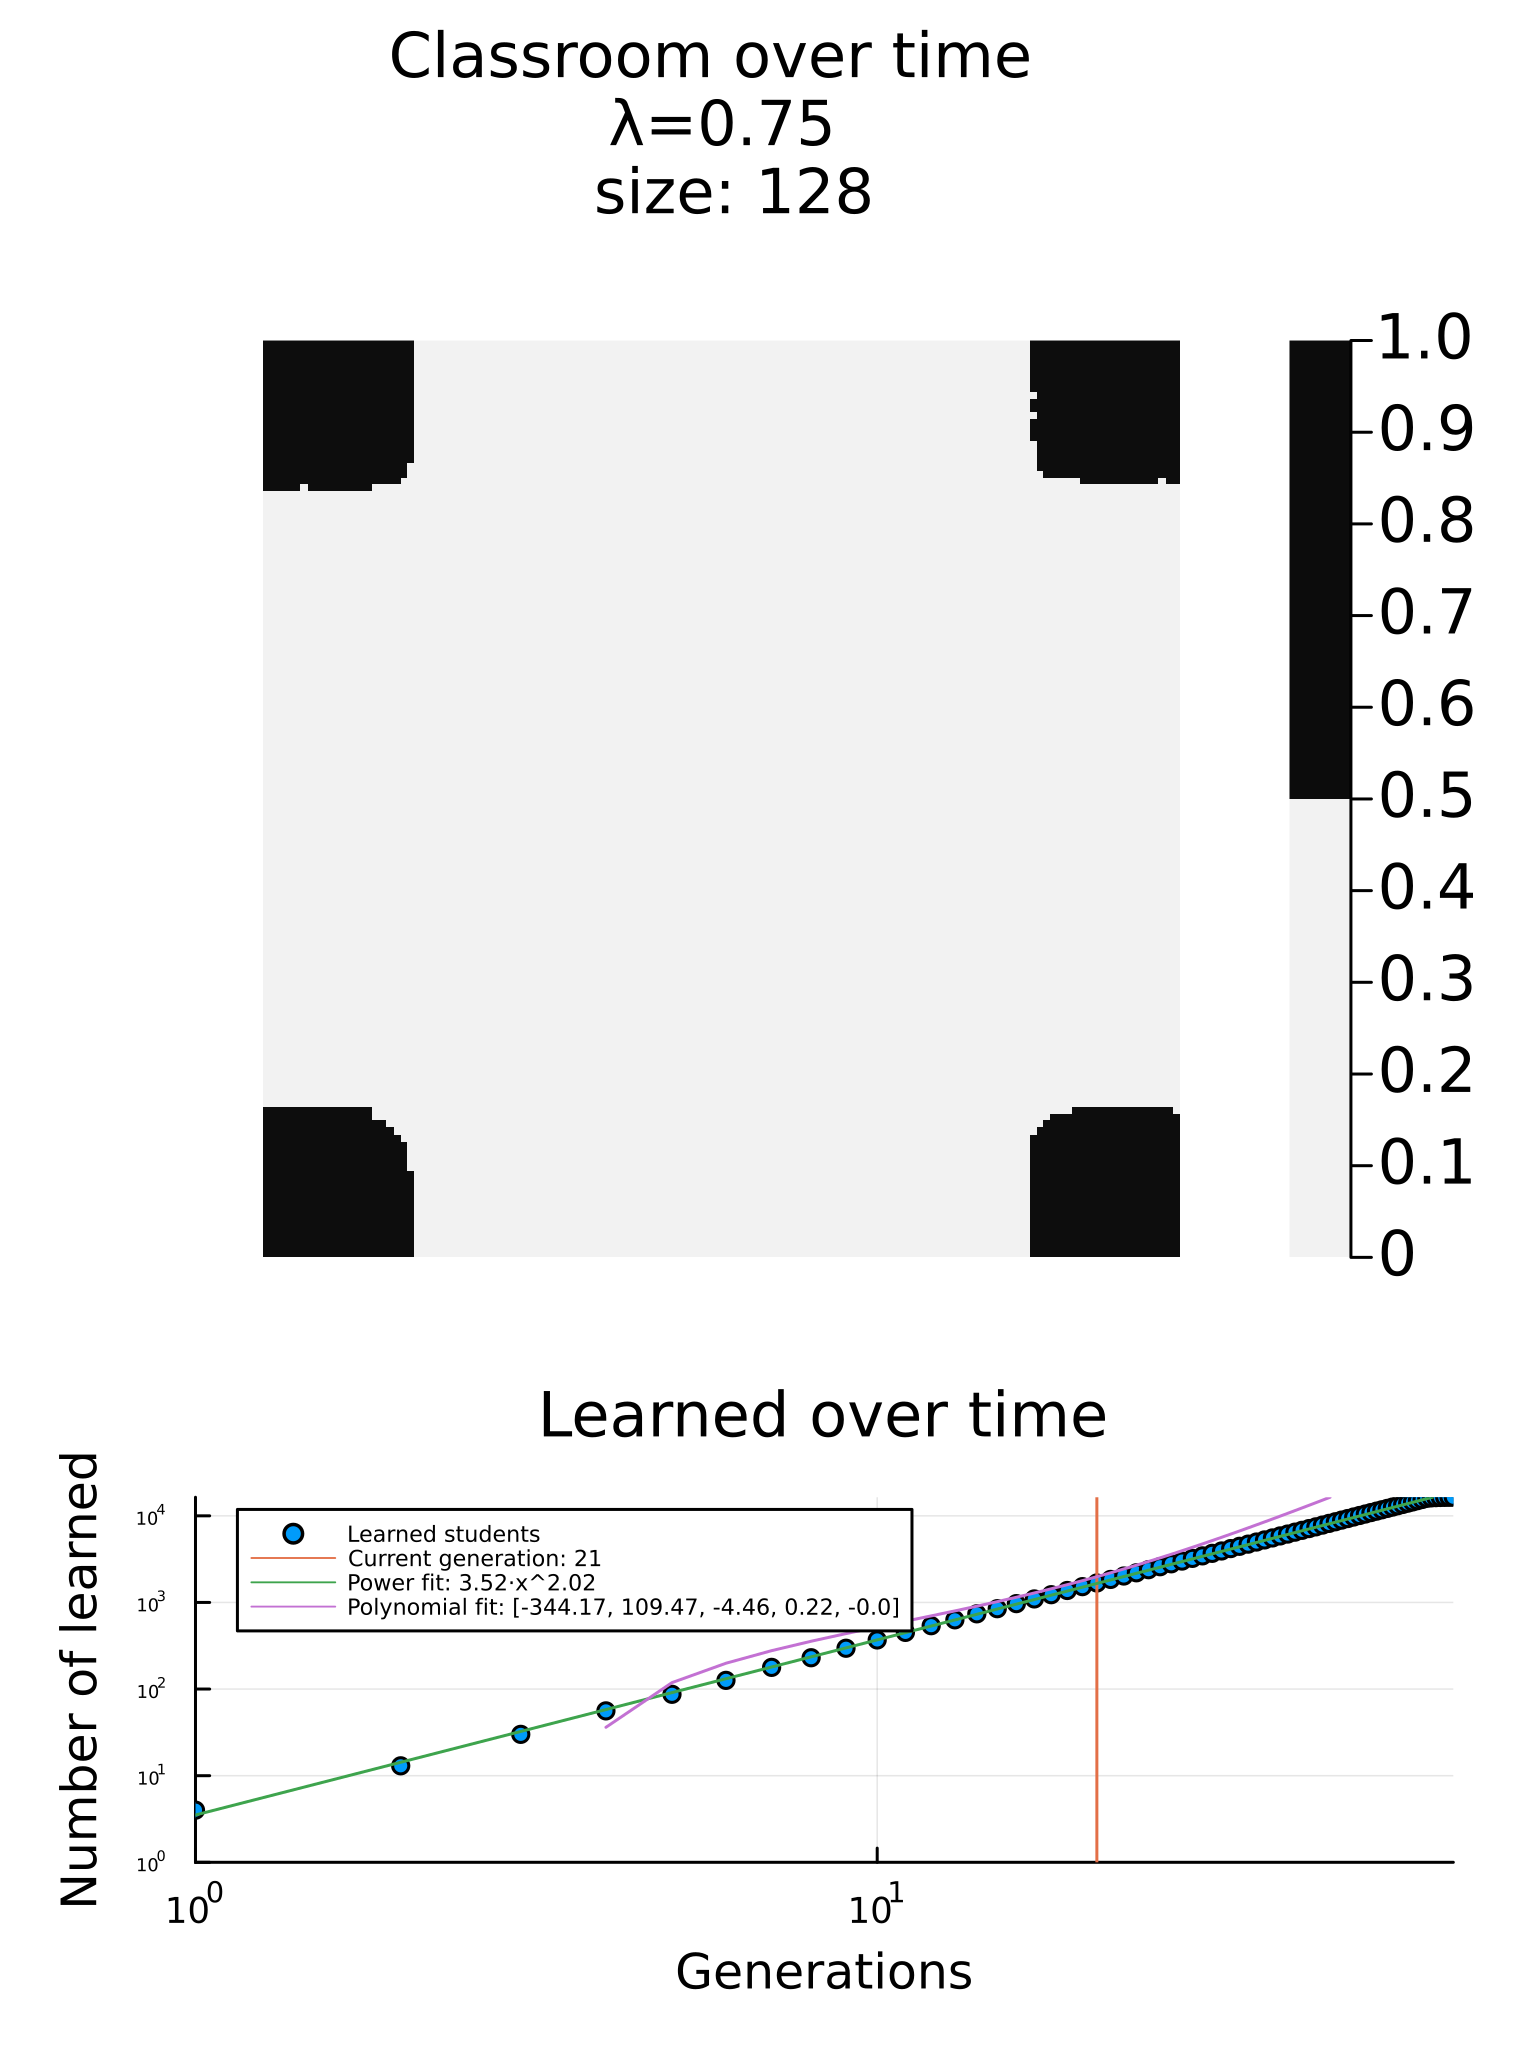 Classroom over time
λ=0.75
size: 128
1.0
0.9
0.8
0.7
0.6
0.5
0.4
0.3
0.2
0.1
0
Learned over time
Number of learned
10^4
10^3
10^2
10^1
10^0
Learned students
Current generation: 21
Power fit: 3.52·x^2.02
Polynomial fit: [-344.17, 109.47, -4.46, 0.22, -0.0]
10^0 10^1
Generations